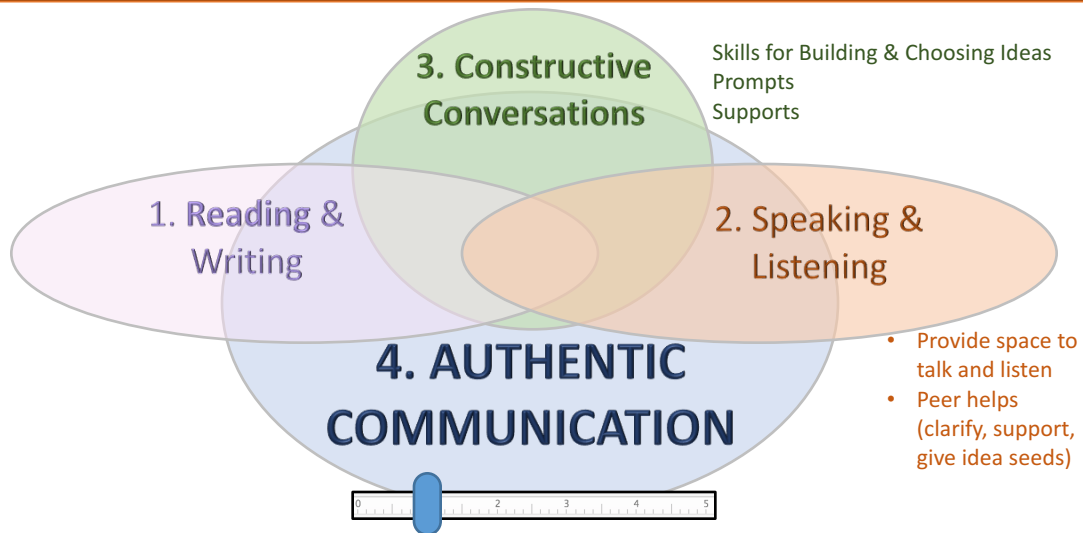 3. Constructive
Conversations
Skills for Building & Choosing Ideas
Prompts
Supports
1. Reading &
Writing
2. Speaking &
Listening
4. AUTHENTIC
COMMUNICATION
• Provide space to
talk and listen
• Peer helps
(clarify, support,
give idea seeds)
0 2 3 4 5